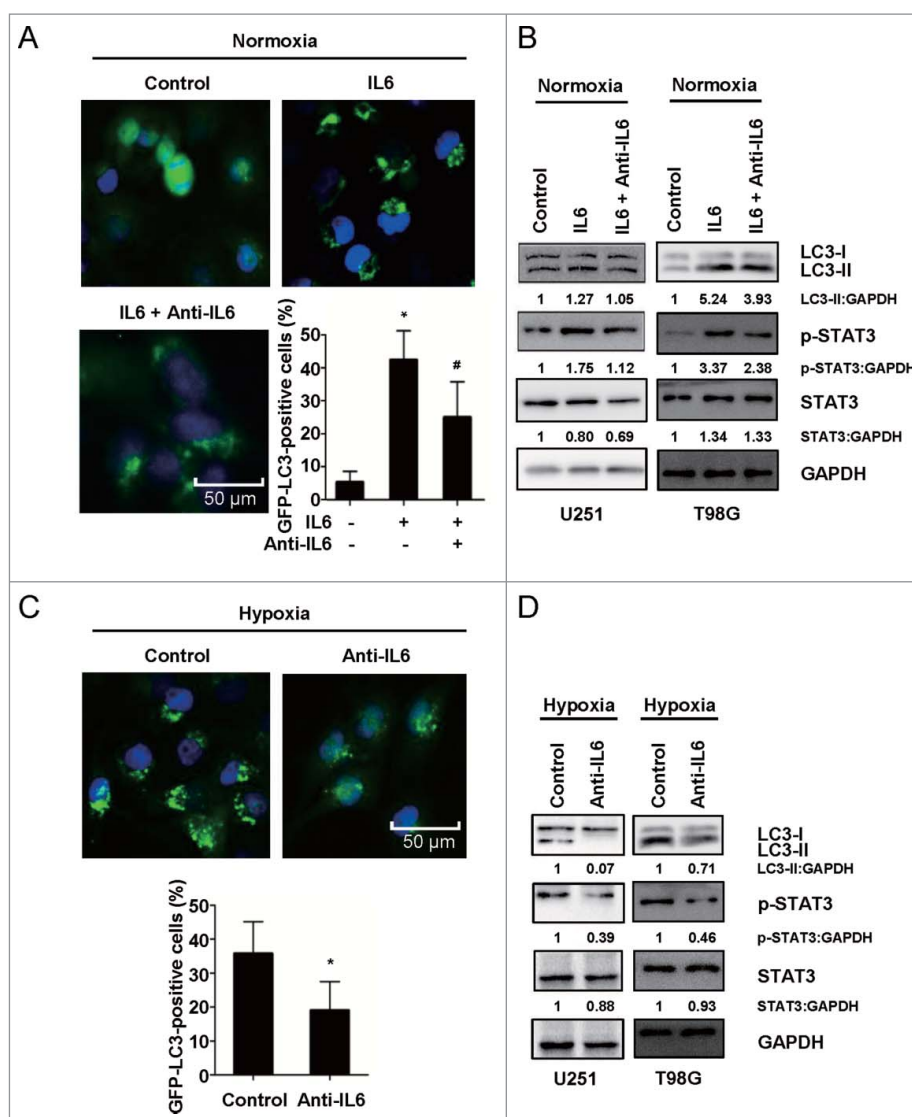 A
Normoxia
Control
IL6
IL6 + Anti-IL6
50 µm
GFP-LC3-positive cells (%)
50
40
30
20
10
0
*
#
IL6 - + +
Anti-IL6 - - +
B
Normoxia Normoxia
Control IL6 IL6 + Anti-IL6 Control IL6 IL6 + Anti-IL6
LC3-I
LC3-II
1 1.27 1.05 1 5.24 3.93 LC3-II:GAPDH
p-STAT3
1 1.75 1.12 1 3.37 2.38 p-STAT3:GAPDH
STAT3
1 0.80 0.69 1 1.34 1.33 STAT3:GAPDH
GAPDH
U251 T98G
C
Hypoxia
Control Anti-IL6
50 µm
GFP-LC3-positive cells (%)
50
40
30
20
10
0
*
Control Anti-IL6
D
Hypoxia Hypoxia
Control Anti-IL6 Control Anti-IL6
LC3-I
LC3-II
1 0.07 1 0.71 LC3-II:GAPDH
p-STAT3
1 0.39 1 0.46 p-STAT3:GAPDH
STAT3
1 0.88 1 0.93 STAT3:GAPDH
GAPDH
U251 T98G